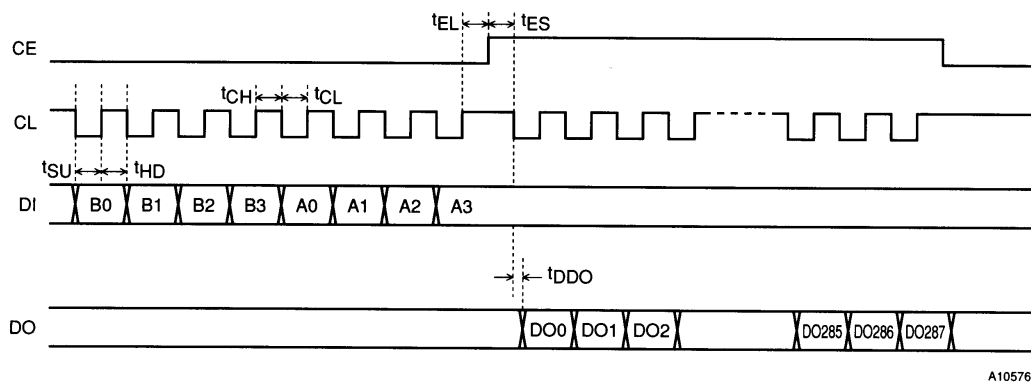 tEL tES
CE
tCH tCL
CL
tSU tHD
DI B0 B1 B2 B3 A0 A1 A2 A3
tDDO
DO DO0 DO1 DO2 DO285 DO286 DO287
A10576